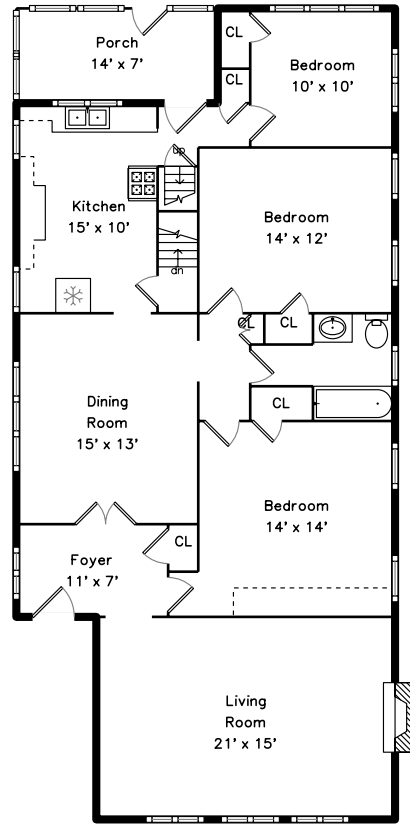 Porch
14' x 7'
CL
CL
Bedroom
10' x 10'
up
Kitchen
15' x 10'
Bedroom
14' x 12'
dn
CL
CL
CL
Dining
Room
15' x 13'
Bedroom
14' x 14'
CL
Foyer
11' x 7'
Living
Room
21' x 15'